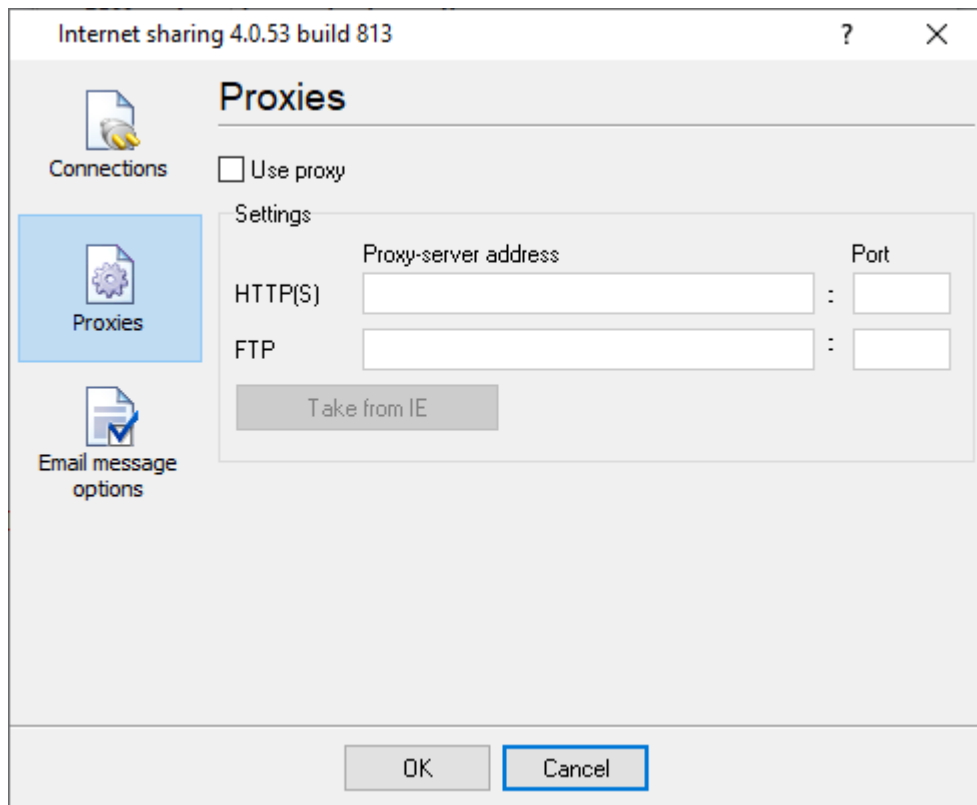 Internet sharing 4.0.53 build 813
?
Connections
Proxies
Email message
options
Proxies
Use proxy
Settings
Proxy-server address Port
HTTP(S) :
FTP :
Take from IE
OK Cancel